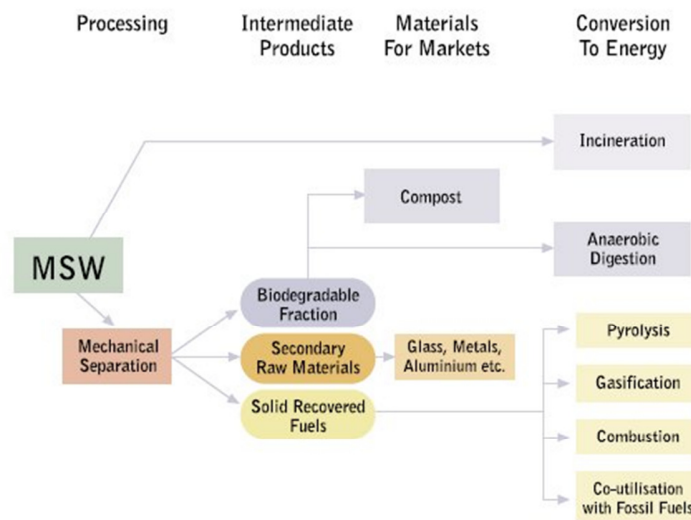 Processing
Intermediate
Products
Materials
For Markets
Conversion
To Energy
Incineration
Compost
Anaerobic
Digestion
MSW
Biodegradable
Fraction
Mechanical
Separation
Secondary
Raw Materials
Glass, Metals,
Aluminium etc.
Solid Recovered
Fuels
Pyrolysis
Gasification
Combustion
Co-utilisation
with Fossil Fuels